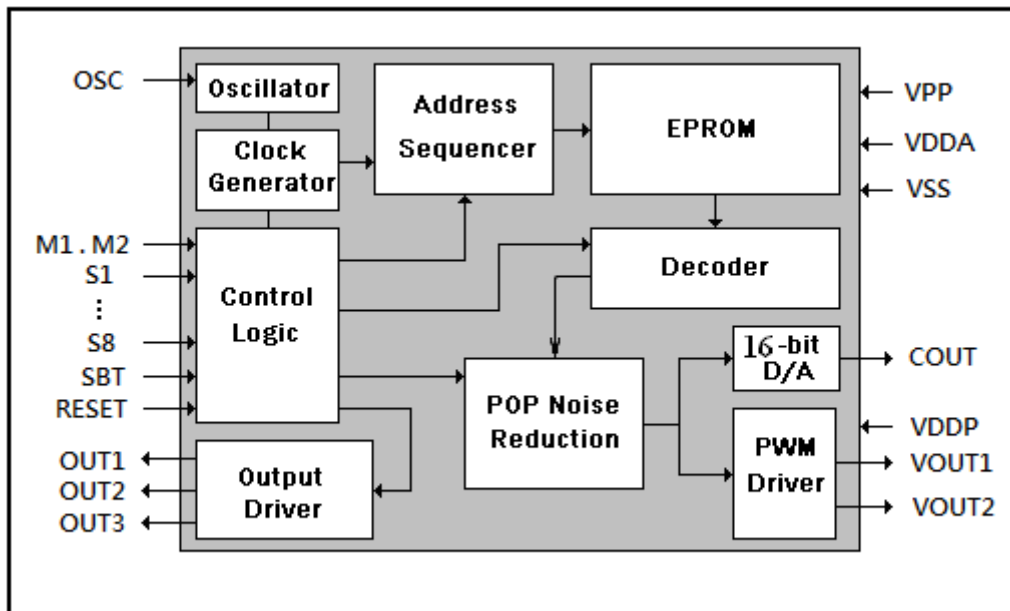 OSC
Oscillator
Clock
Generator
Address
Sequencer
EPROM
VPP
VDDA
VSS
M1 . M2
S1
⋮
S8
SBT
RESET
Control
Logic
Decoder
16-bit
D/A
COUT
POP Noise
Reduction
VDDP
PWM
Driver
VOUT1
VOUT2
OUT1
OUT2
OUT3
Output
Driver